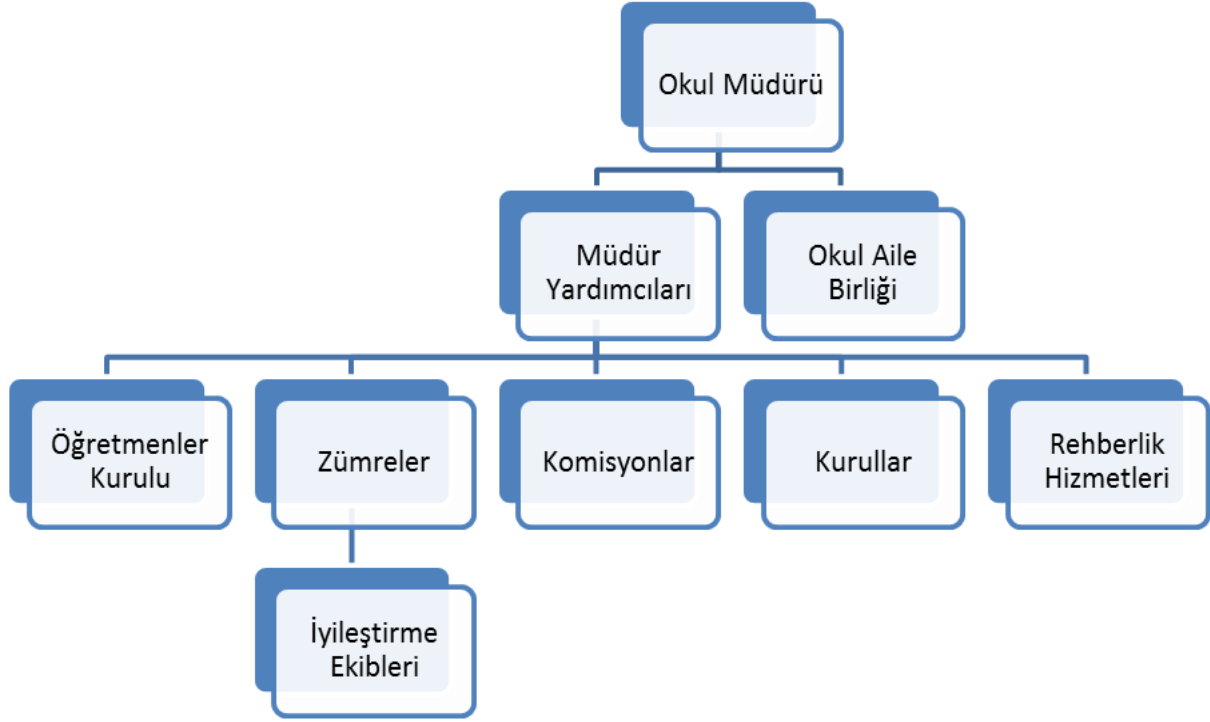 Okul Müdürü
Müdür
Yardımcıları
Okul Aile
Birliği
Öğretmenler
Kurulu
Zümreler
Komisyonlar
Kurullar
Rehberlik
Hizmetleri
İyileştirme
Ekibleri